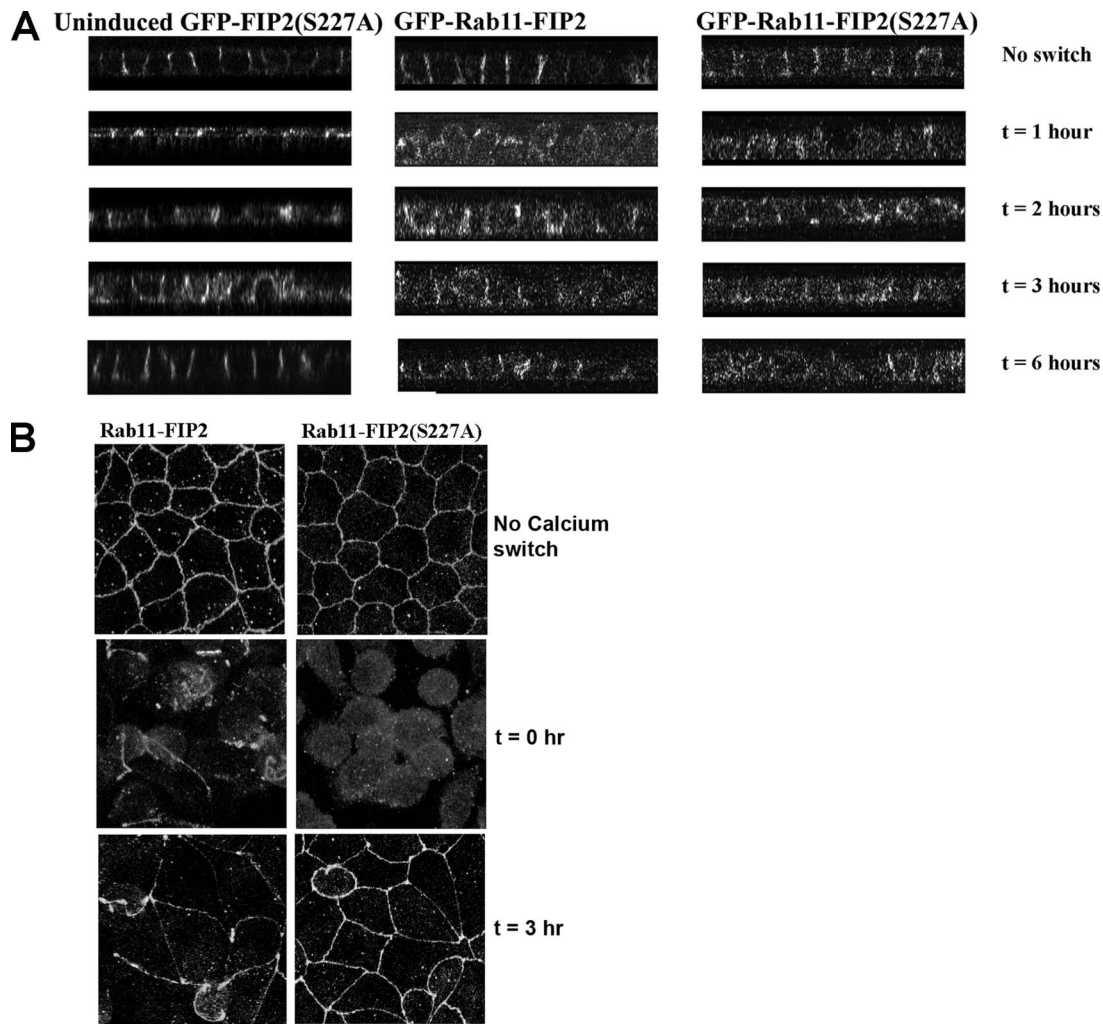 A
Uninduced GFP-FIP2(S227A) GFP-Rab11-FIP2 GFP-Rab11-FIP2(S227A)
No switch
t = 1 hour
t = 2 hours
t = 3 hours
t = 6 hours
B
Rab11-FIP2 Rab11-FIP2(S227A)
No Calcium
switch
t = 0 hr
t = 3 hr